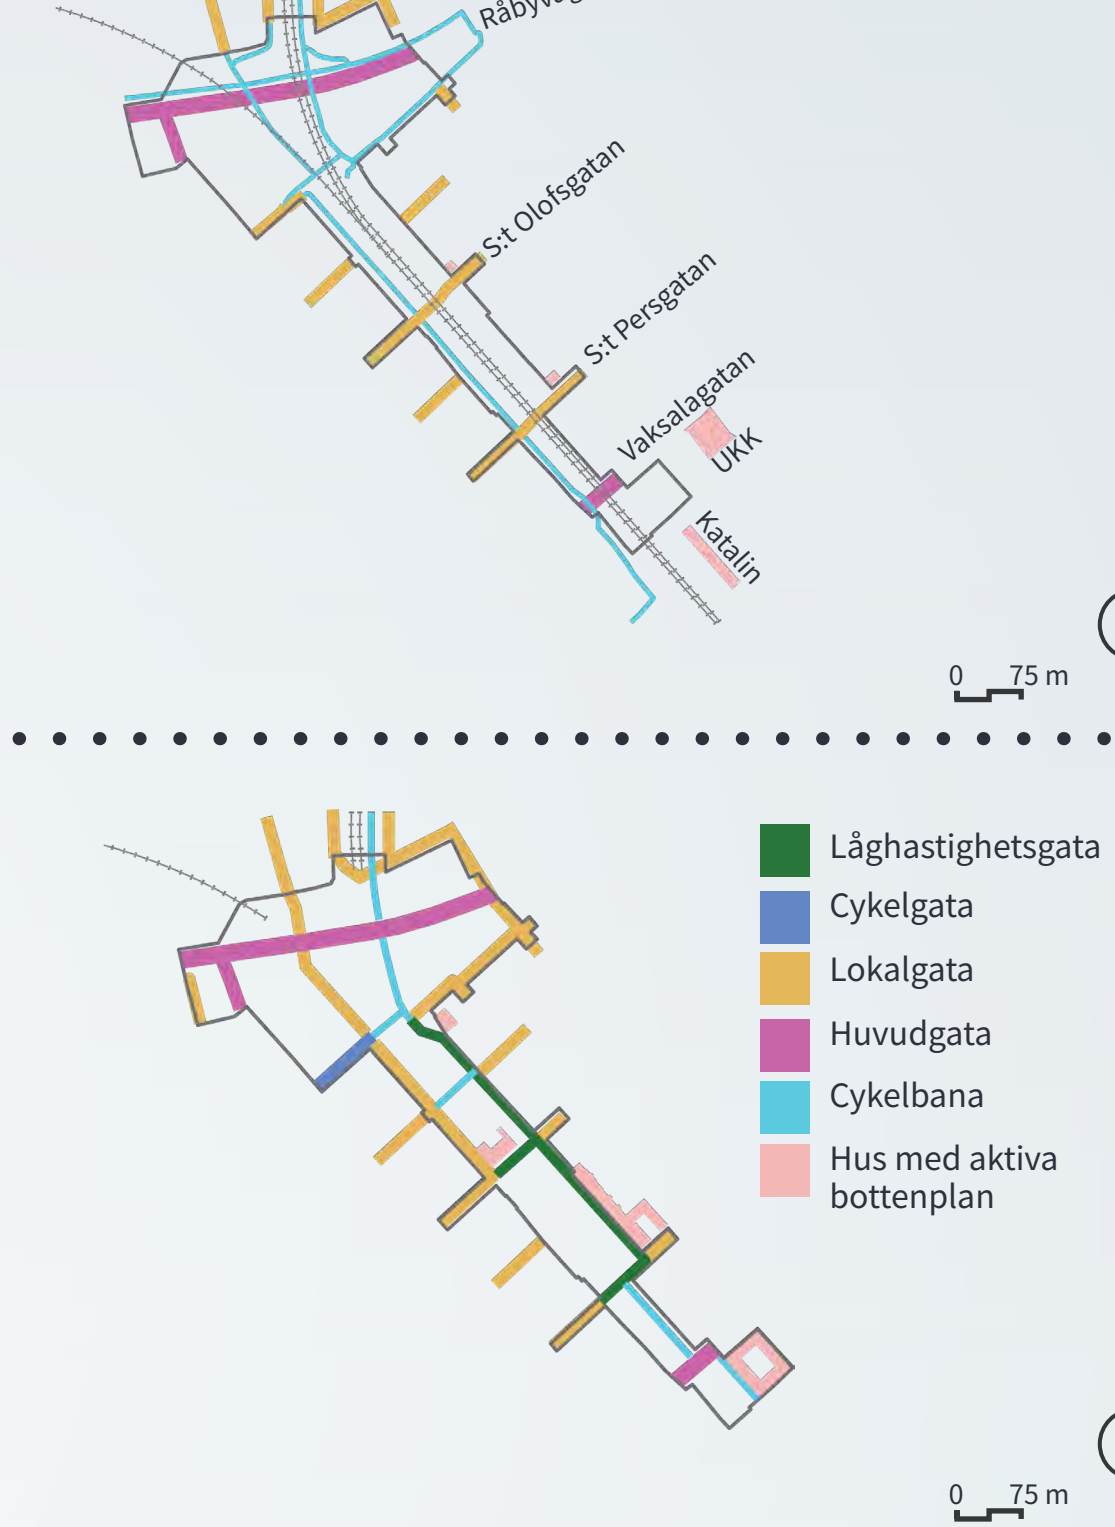 S:t Olofsgatan
S:t Persgatan
Vaksalagatan
UKK
Katalin
0 75 m
Låghastighetsgata
Cykelgata
Lokalgata
Huvudgata
Cykelbana
Hus med aktiva
bottenplan
0 75 m